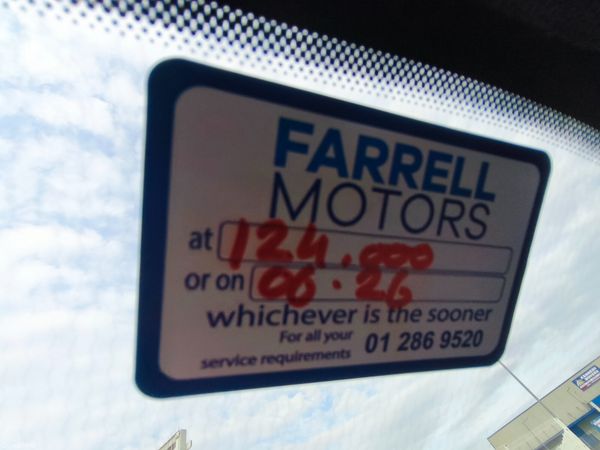 FARRELL
MOTORS
at 124.000
or on 06.26
whichever is the sooner
For all your
service requirements 01 286 9520